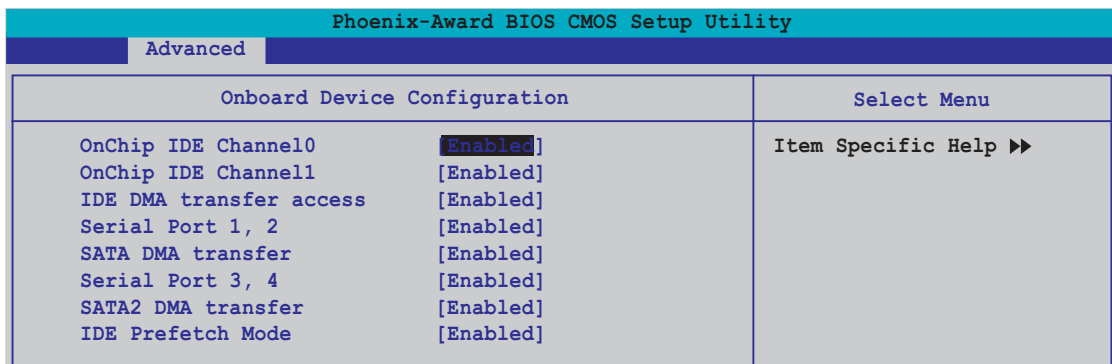 Phoenix-Award BIOS CMOS Setup Utility
Advanced
Onboard Device Configuration
Select Menu
OnChip IDE Channel0 [Enabled]
Item Specific Help ▶▶
OnChip IDE Channel1 [Enabled]
IDE DMA transfer access [Enabled]
Serial Port 1, 2 [Enabled]
SATA DMA transfer [Enabled]
Serial Port 3, 4 [Enabled]
SATA2 DMA transfer [Enabled]
IDE Prefetch Mode [Enabled]